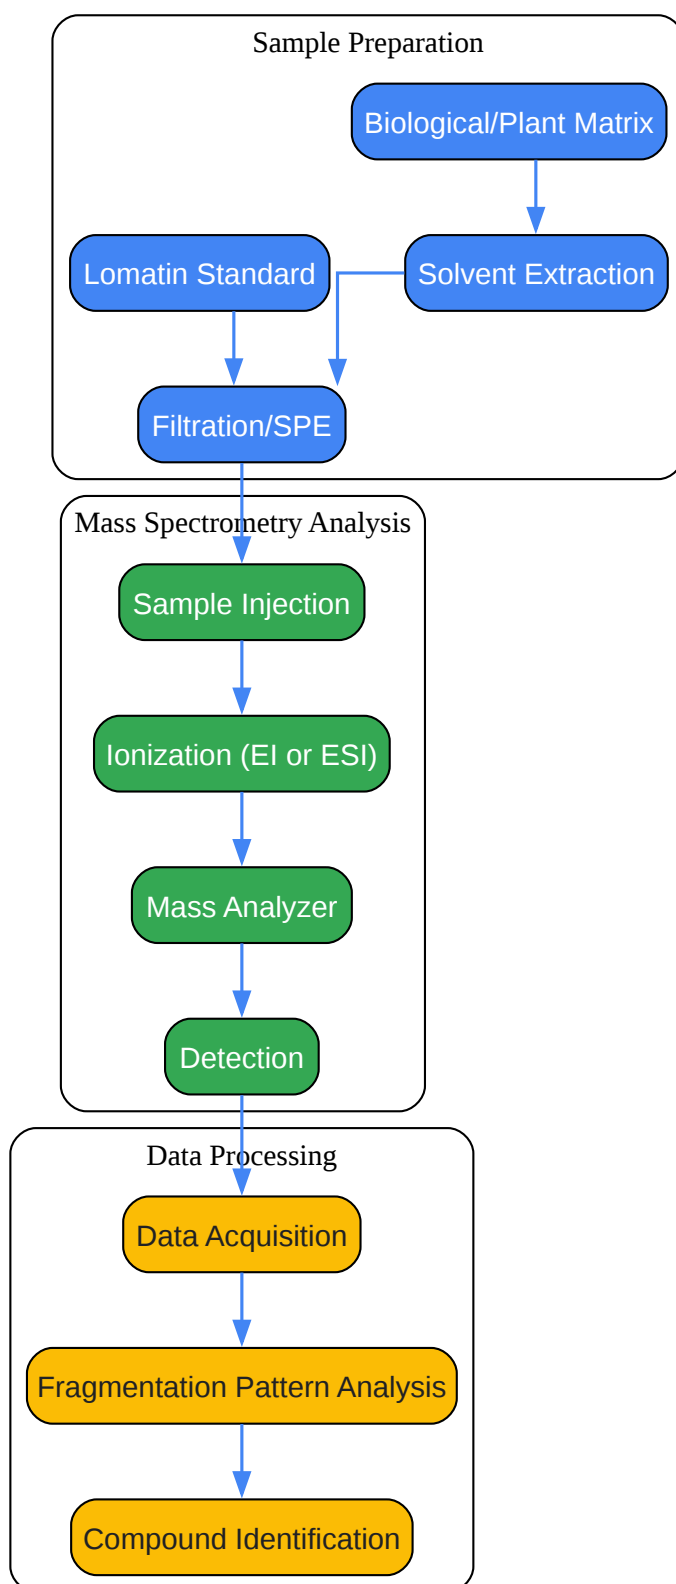 Sample Preparation
Biological/Plant Matrix
Lomatin Standard
Solvent Extraction
Filtration/SPE
Mass Spectrometry Analysis
Sample Injection
Ionization (EI or ESI)
Mass Analyzer
Detection
Data Processing
Data Acquisition
Fragmentation Pattern Analysis
Compound Identification